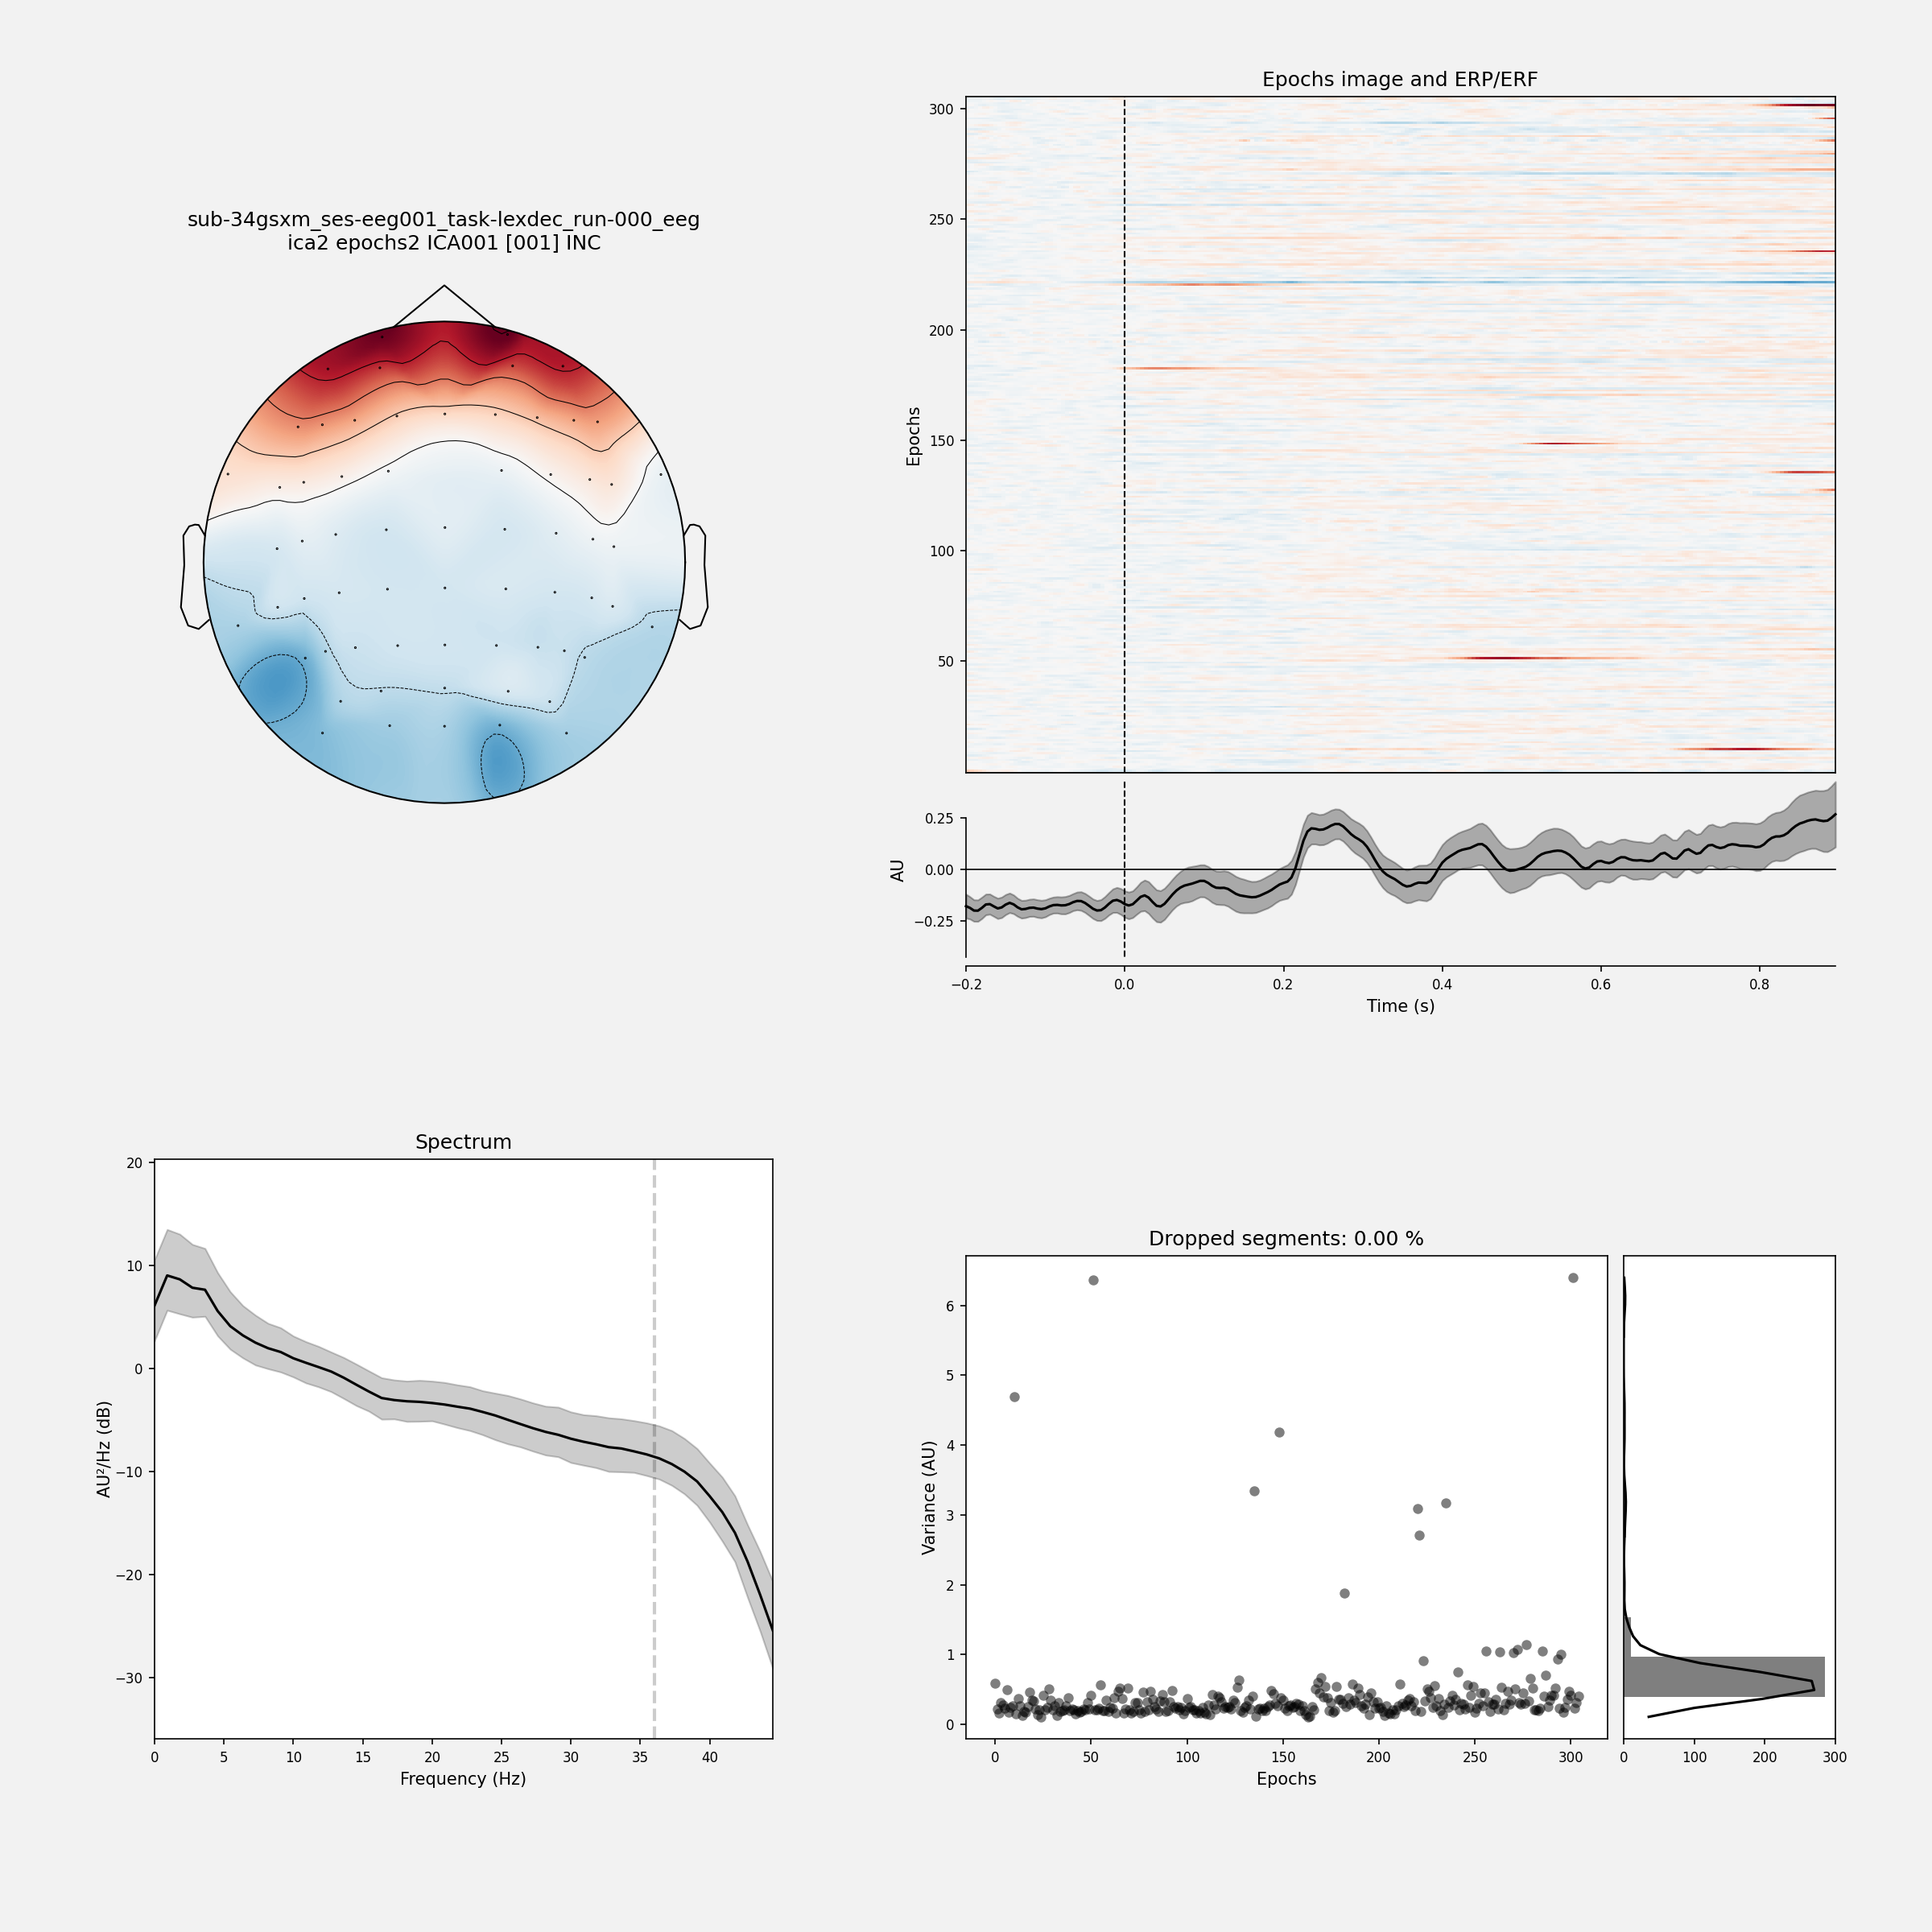 sub-34gsxm_ses-eeg001_task-lexdec_run-000_eeg
ica2 epochs2 ICA001 [001] INC
Epochs image and ERP/ERF
300
250
200
150
100
50
Epochs
0.25
0.00
−0.25
AU
−0.2 0.0 0.2 0.4 0.6 0.8
Time (s)
Spectrum
20
10
0
−10
−20
−30
AU²/Hz (dB)
0 5 10 15 20 25 30 35 40
Frequency (Hz)
Dropped segments: 0.00 %
6
5
4
3
2
1
0
Variance (AU)
0 50 100 150 200 250 300
Epochs
0 100 200 300